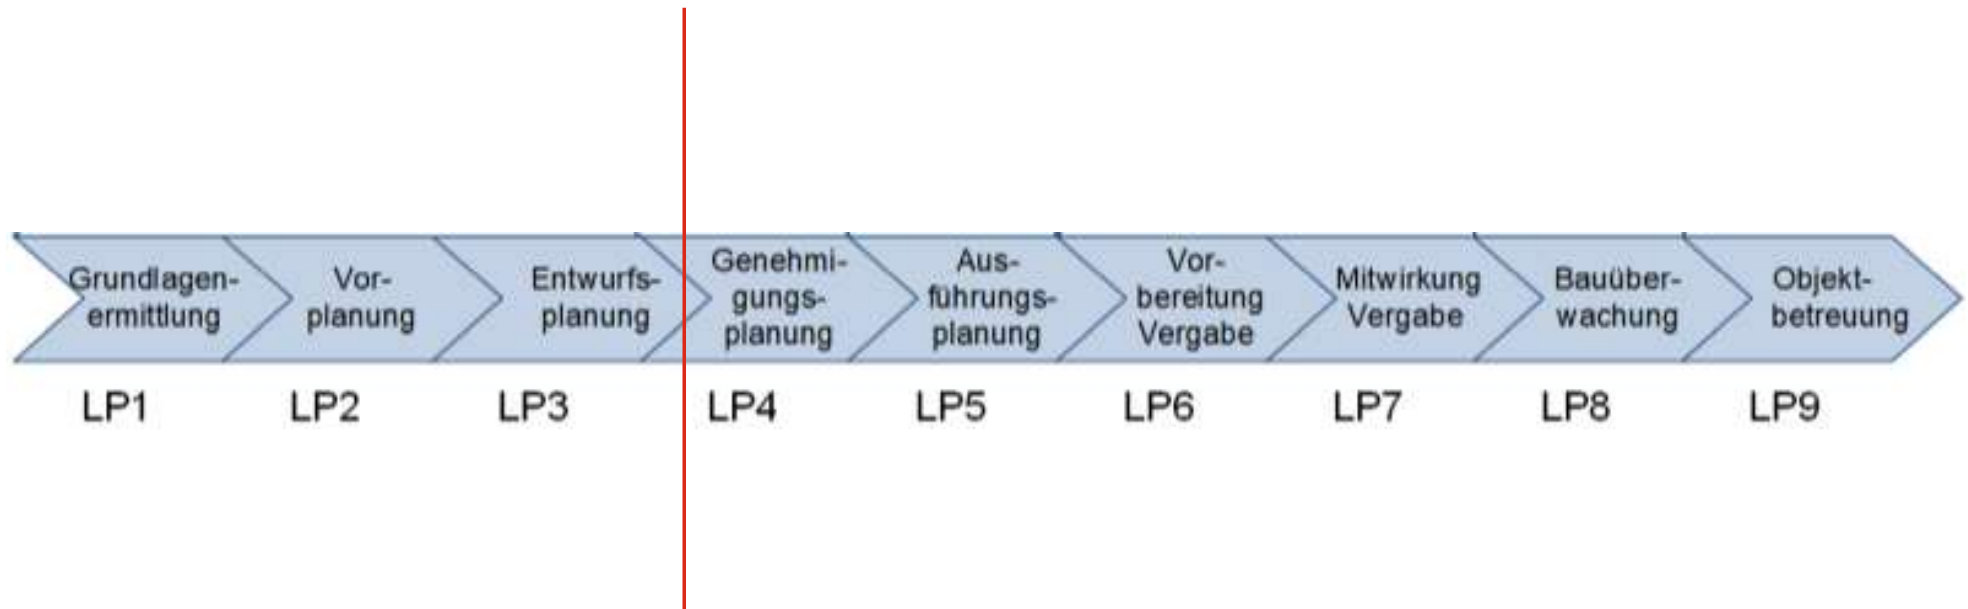 Grundlagen-
ermittlung
Vor-
planung
Entwurfs-
planung
Genehmi-
gungs-
planung
Aus-
führungs-
planung
Vor-
bereitung
Vergabe
Mitwirkung
Vergabe
Bauüber-
wachung
Objekt-
betreuung
LP1 LP2 LP3 LP4 LP5 LP6 LP7 LP8 LP9